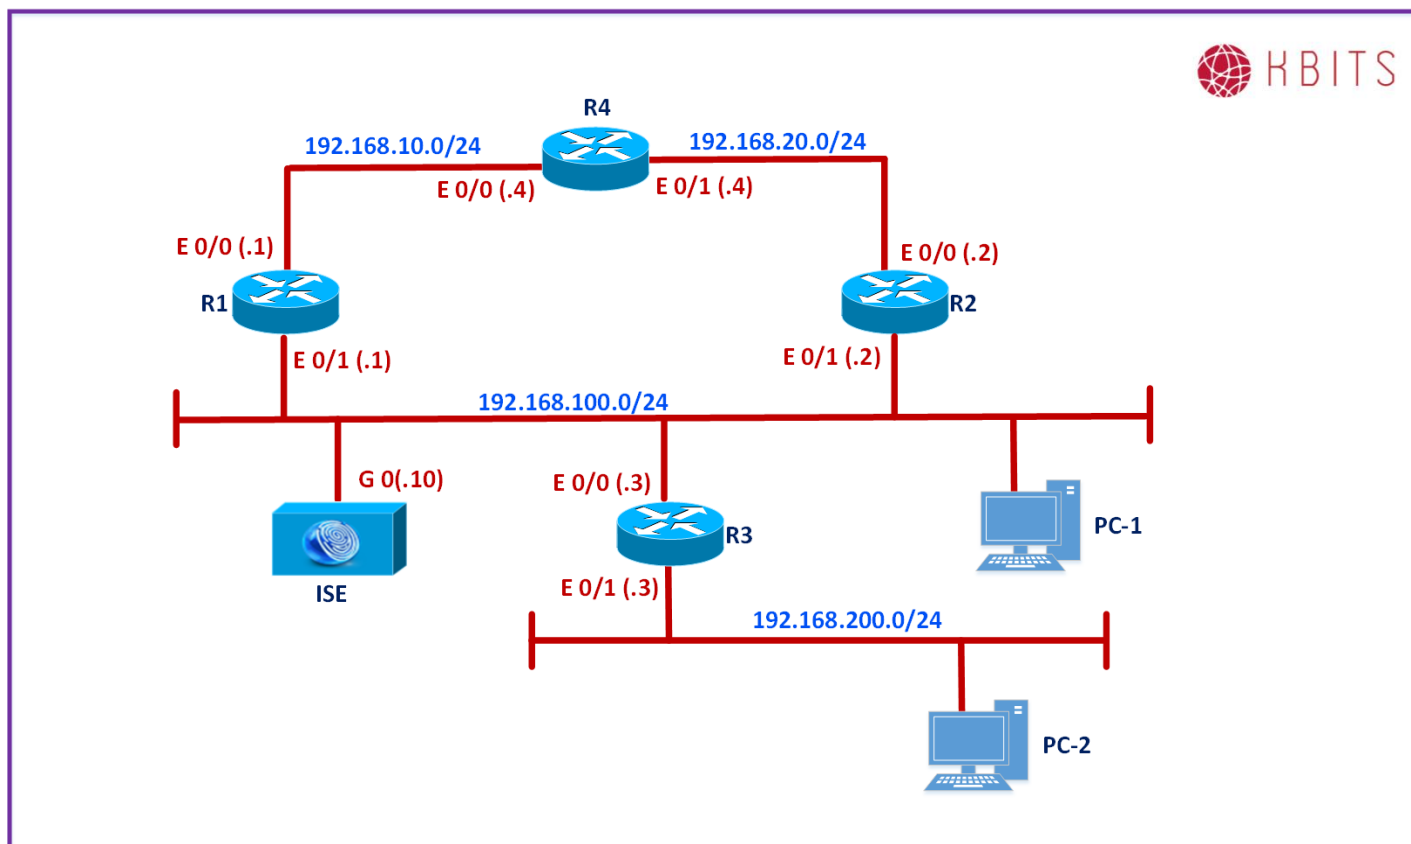 KBITS
R4
192.168.10.0/24
192.168.20.0/24
E 0/0 (.4)
E 0/1 (.4)
E 0/0 (.1)
E 0/0 (.2)
R1
R2
E 0/1 (.1)
E 0/1 (.2)
192.168.100.0/24
G 0(.10)
E 0/0 (.3)
PC-1
R3
ISE
E 0/1 (.3)
192.168.200.0/24
PC-2